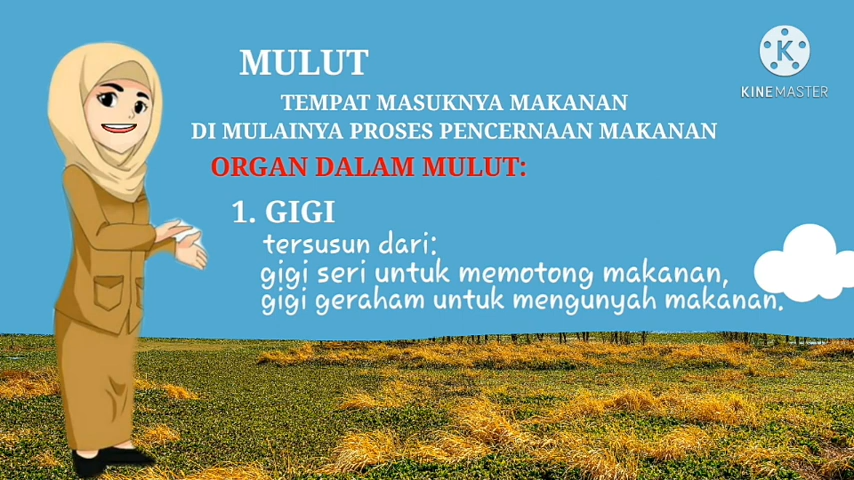 MULUT
TEMPAT MASUKNYA MAKANAN
DI MULAINYA PROSES PENCERNAAN MAKANAN
ORGAN DALAM MULUT:
1. GIGI
tersusun dari:
gigi seri untuk memotong makanan,
gigi geraham untuk mengunyah makanan.
K
KINEMASTER